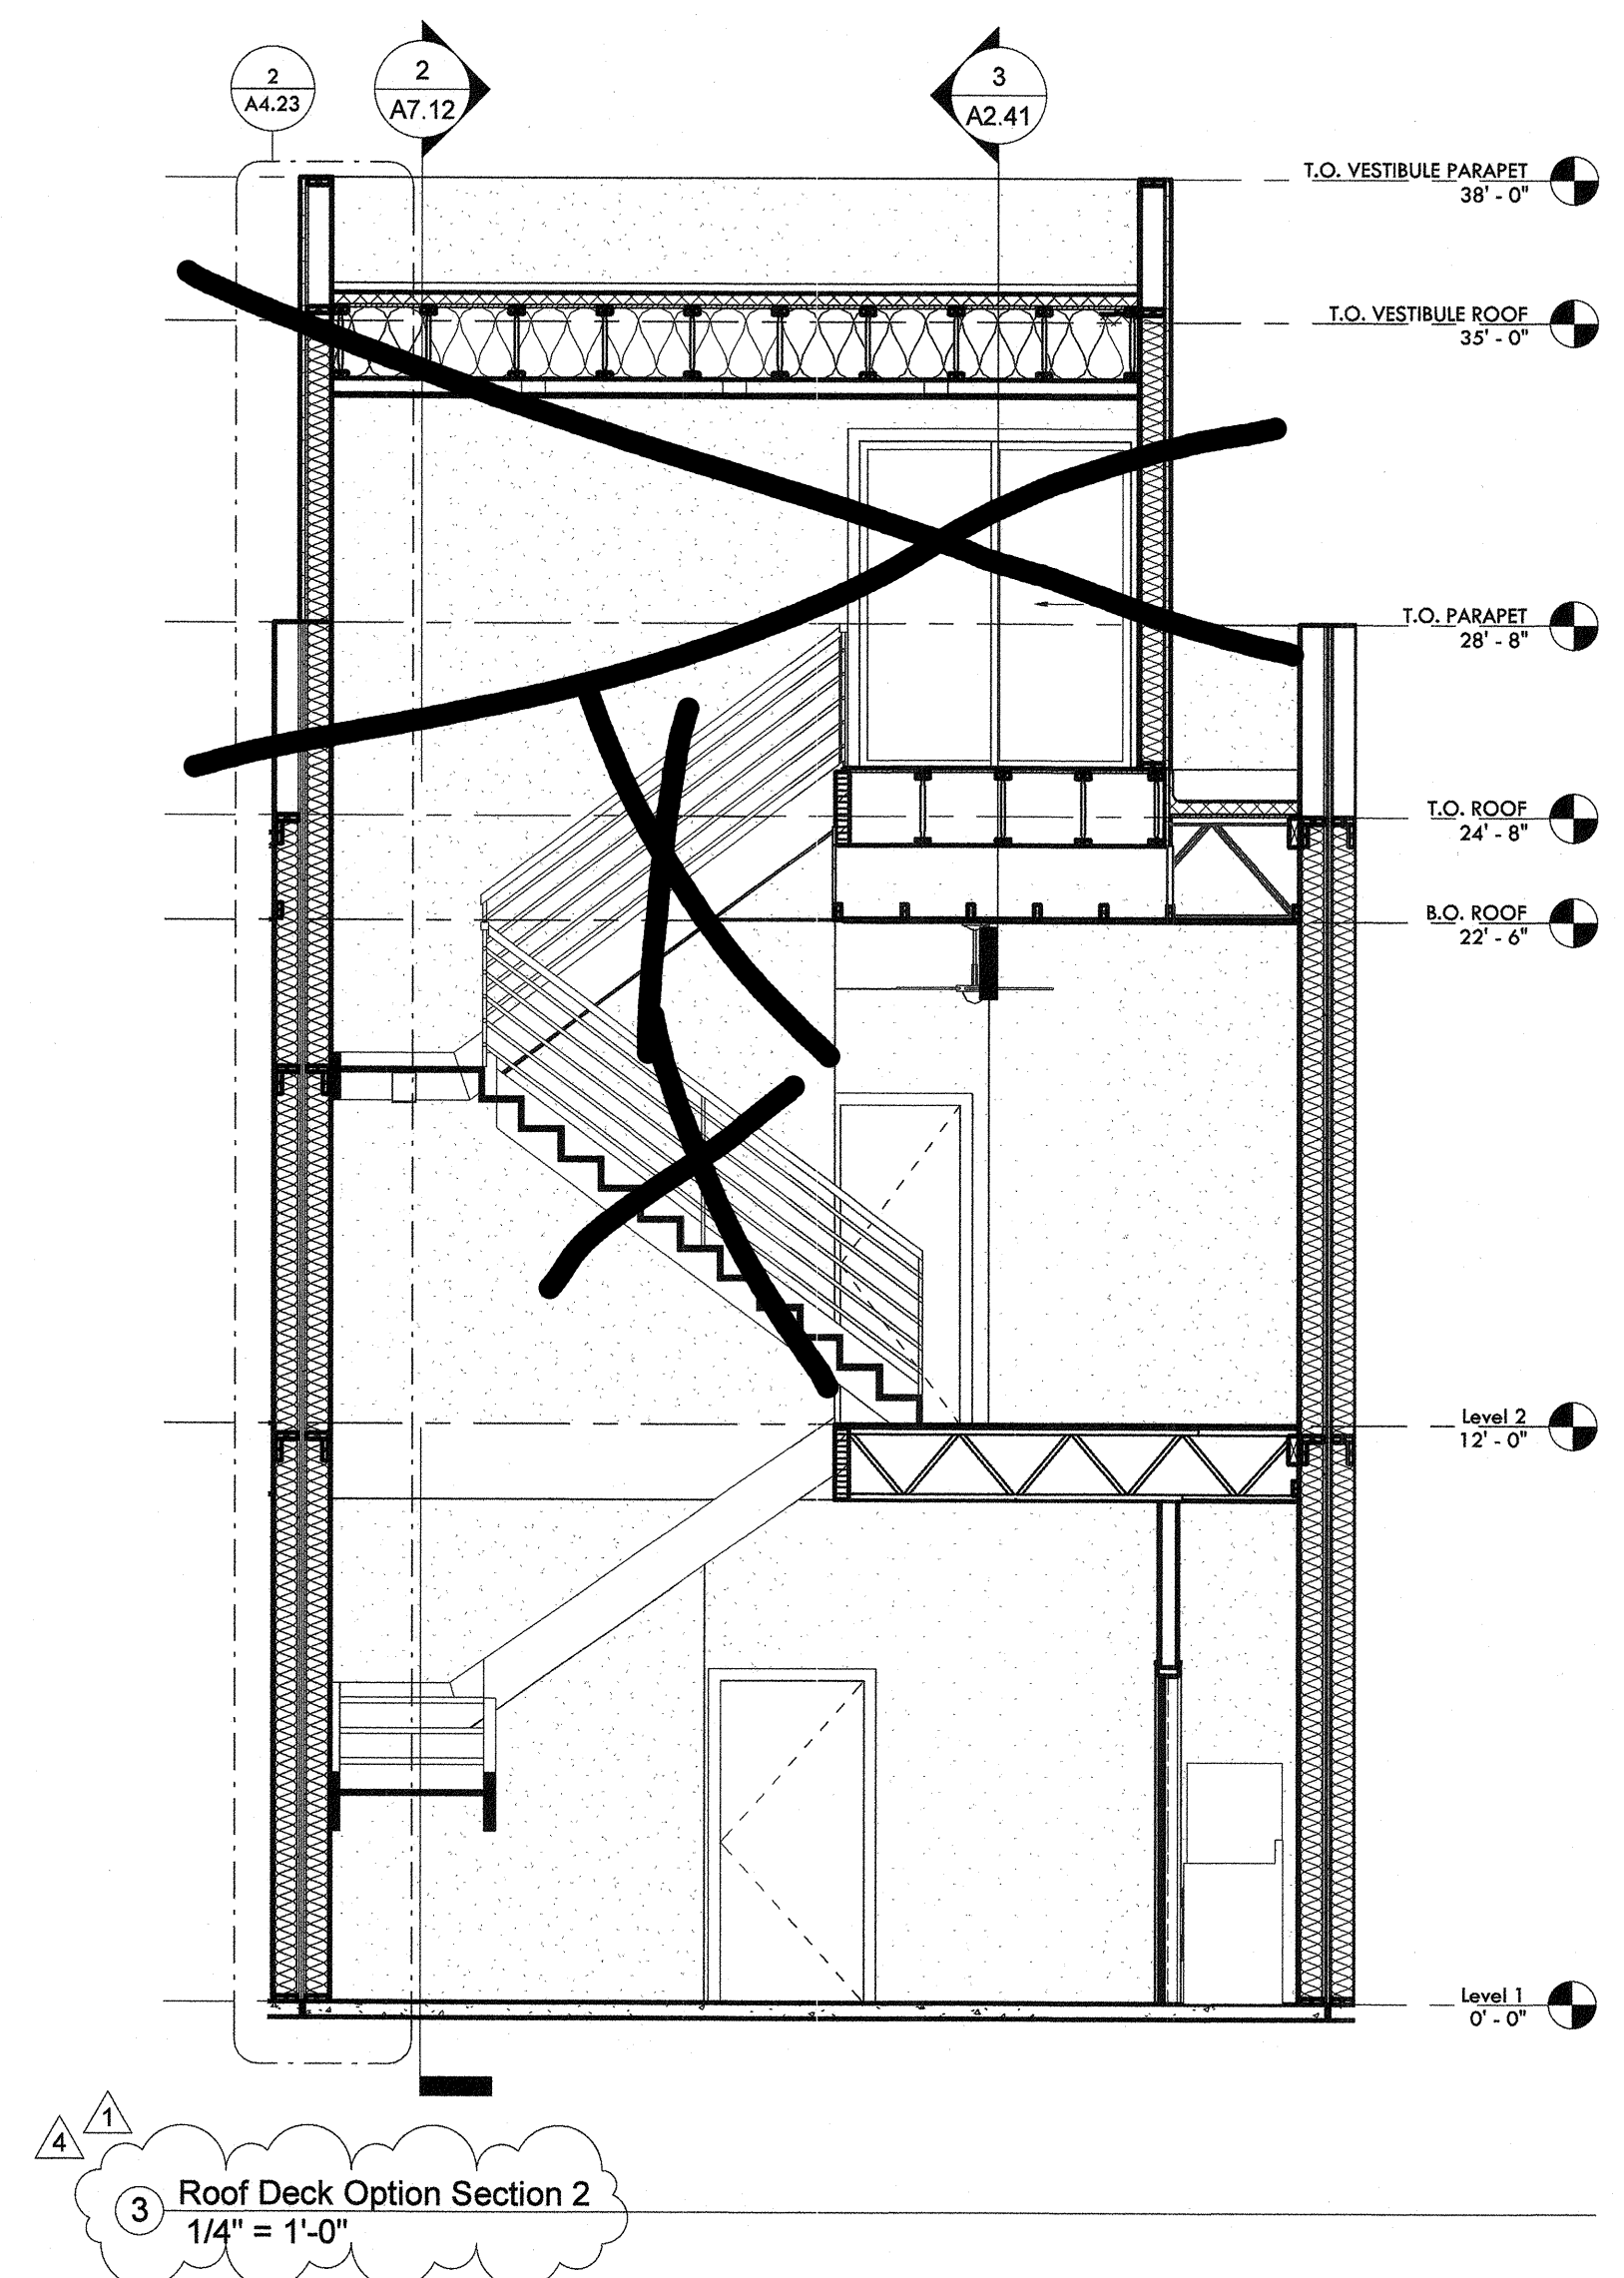 2
A4.23
2
A7.12
3
A2.41
T.O. VESTIBULE PARAPET
38' - 0"
T.O. VESTIBULE ROOF
35' - 0"
T.O. PARAPET
28' - 8"
T.O. ROOF
24' - 8"
B.O. ROOF
22' - 6"
Level 2
12' - 0"
Level 1
0' - 0"
1
4
3
Roof Deck Option Section 2
1/4" = 1'-0"